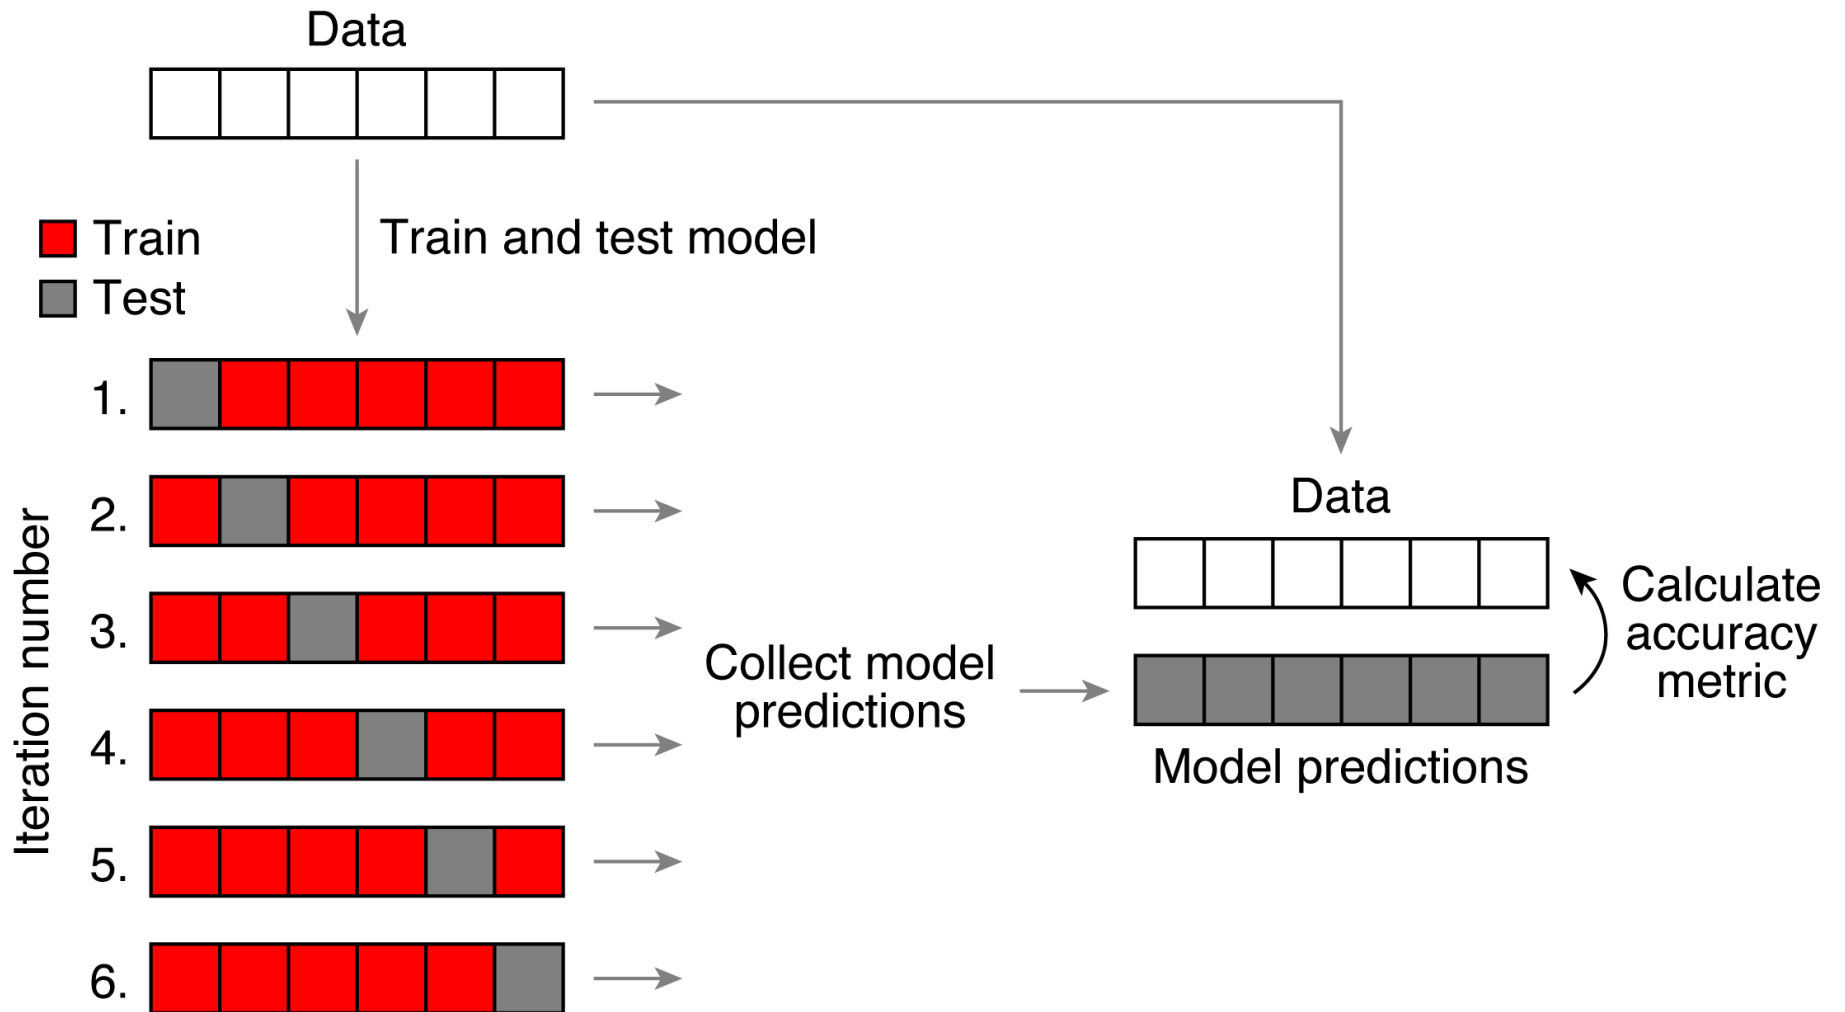 Data
Train
Test
Train and test model
Iteration number
1.
2.
3.
4.
5.
6.
Collect model
predictions
Data
Calculate
accuracy
metric
Model predictions